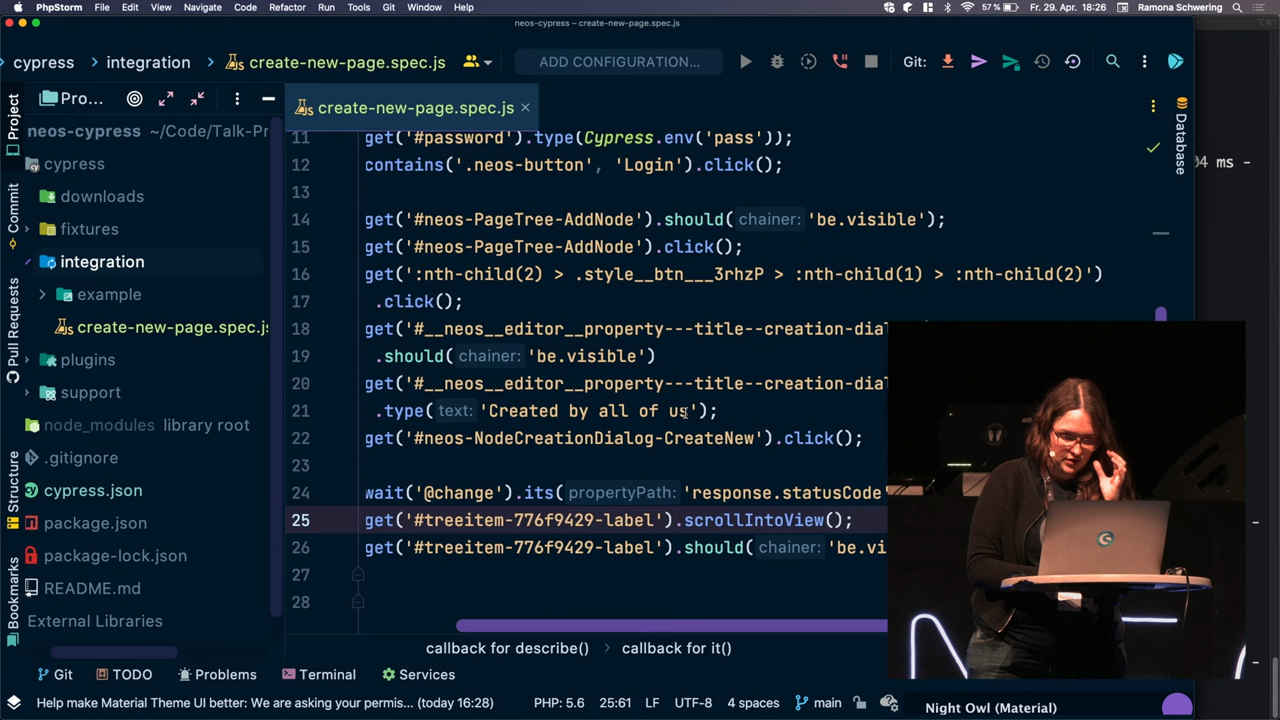 PhpStorm File Edit View Navigate Code Refactor Run Tools Git Window Help 57 % Fr. 29. Apr. 18:26 Ramona Schwering
neos-cypress – create-new-page.spec.js
cypress integration create-new-page.spec.js ADD CONFIGURATION... Git:
Project
Pro...
create-new-page.spec.js
neos-cypress ~/Code/Talk-Pr
cypress
downloads
fixtures
integration
example
create-new-page.spec.js
plugins
support
node_modules library root
.gitignore
cypress.json
package.json
package-lock.json
README.md
External Libraries
Commit
Pull Requests
Structure
Bookmarks
11 get('#password').type(Cypress.env('pass'));
12 contains('.neos-button', 'Login').click();
13
14 get('#neos-PageTree-AddNode').should( chainer: 'be.visible');
15 get('#neos-PageTree-AddNode').click();
16 get(':nth-child(2) > .style__btn___3rhzP > :nth-child(1) > :nth-child(2)')
17 .click();
18 get('#__neos__editor__property---title--creation-dia
19 .should( chainer: 'be.visible')
20 get('#__neos__editor__property---title--creation-dia
21 .type( text: 'Created by all of us');
22 get('#neos-NodeCreationDialog-CreateNew').click();
23
24 wait('@change').its( propertyPath: 'response.statusCode
25 get('#treeitem-776f9429-label').scrollIntoView();
26 get('#treeitem-776f9429-label').should( chainer: 'be.vi
27
28
Database
04 ms -
callback for describe() callback for it()
Git TODO Problems Terminal Services
Help make Material Theme UI better: We are asking your permis... (today 16:28) PHP: 5.6 25:61 LF UTF-8 4 spaces main Night Owl (Material)